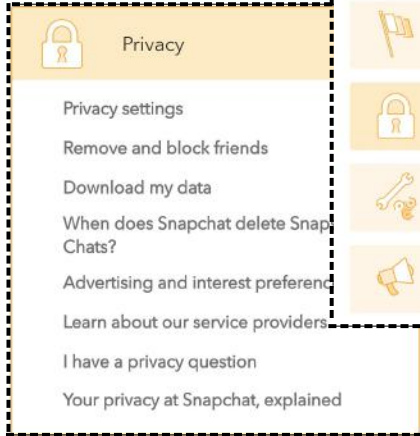 Privacy
Privacy settings
Remove and block friends
Download my data
When does Snapchat delete Snap
Chats?
Advertising and interest preferenc
Learn about our service providers
I have a privacy question
Your privacy at Snapchat, explained